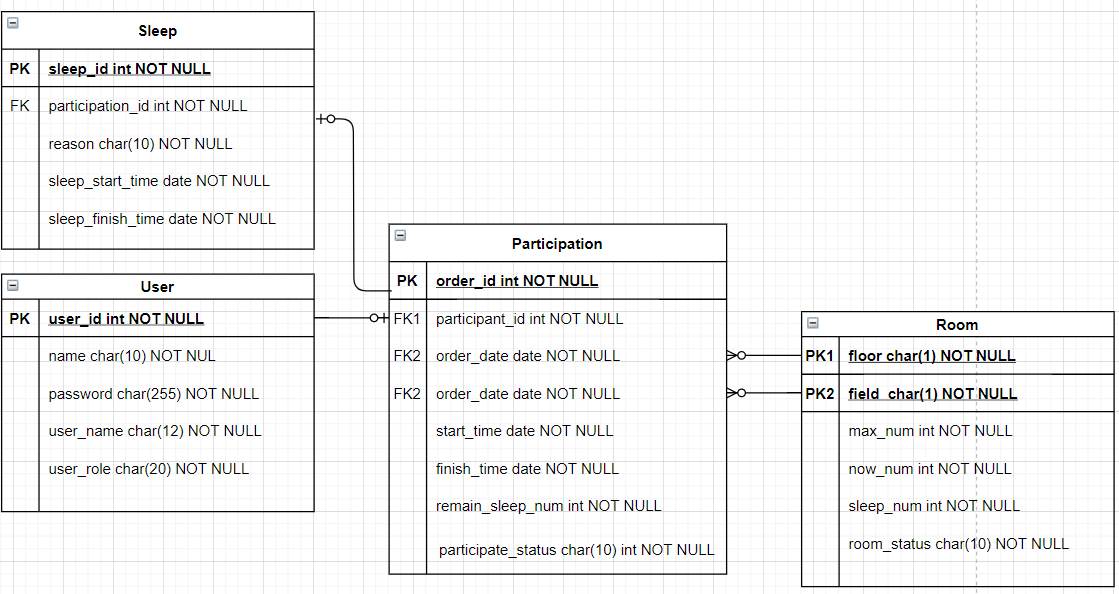 Sleep
PK sleep_id int NOT NULL
FK participation_id int NOT NULL
reason char(10) NOT NULL
sleep_start_time date NOT NULL
sleep_finish_time date NOT NULL
User
PK user_id int NOT NULL
name char(10) NOT NUL
password char(255) NOT NULL
user_name char(12) NOT NULL
user_role char(20) NOT NULL
Participation
PK order_id int NOT NULL
FK1 participant_id int NOT NULL
FK2 order_date date NOT NULL
FK2 order_date date NOT NULL
start_time date NOT NULL
finish_time date NOT NULL
remain_sleep_num int NOT NULL
participate_status char(10) int NOT NULL
Room
PK1 floor char(1) NOT NULL
PK2 field char(1) NOT NULL
max_num int NOT NULL
now_num int NOT NULL
sleep_num int NOT NULL
room_status char(10) NOT NULL